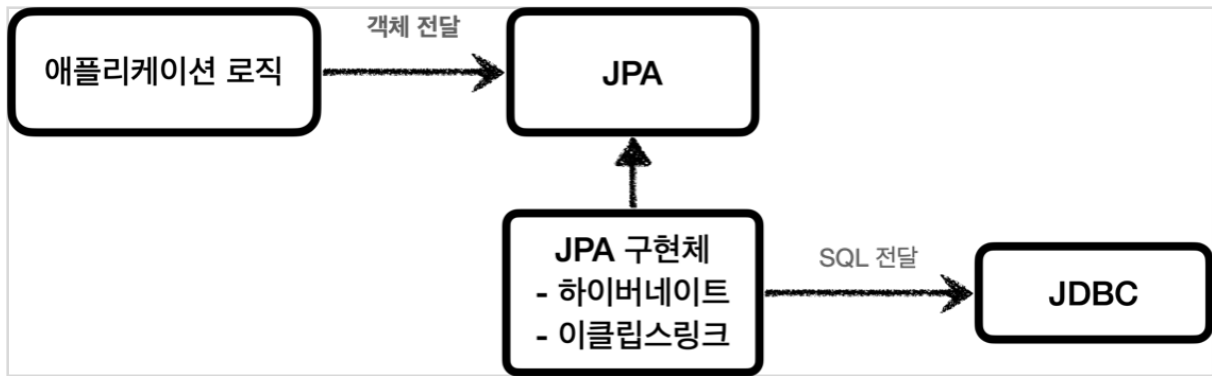 객체 전달
애플리케이션 로직
JPA
JPA 구현체
- 하이버네이트
- 이클립스링크
SQL 전달
JDBC